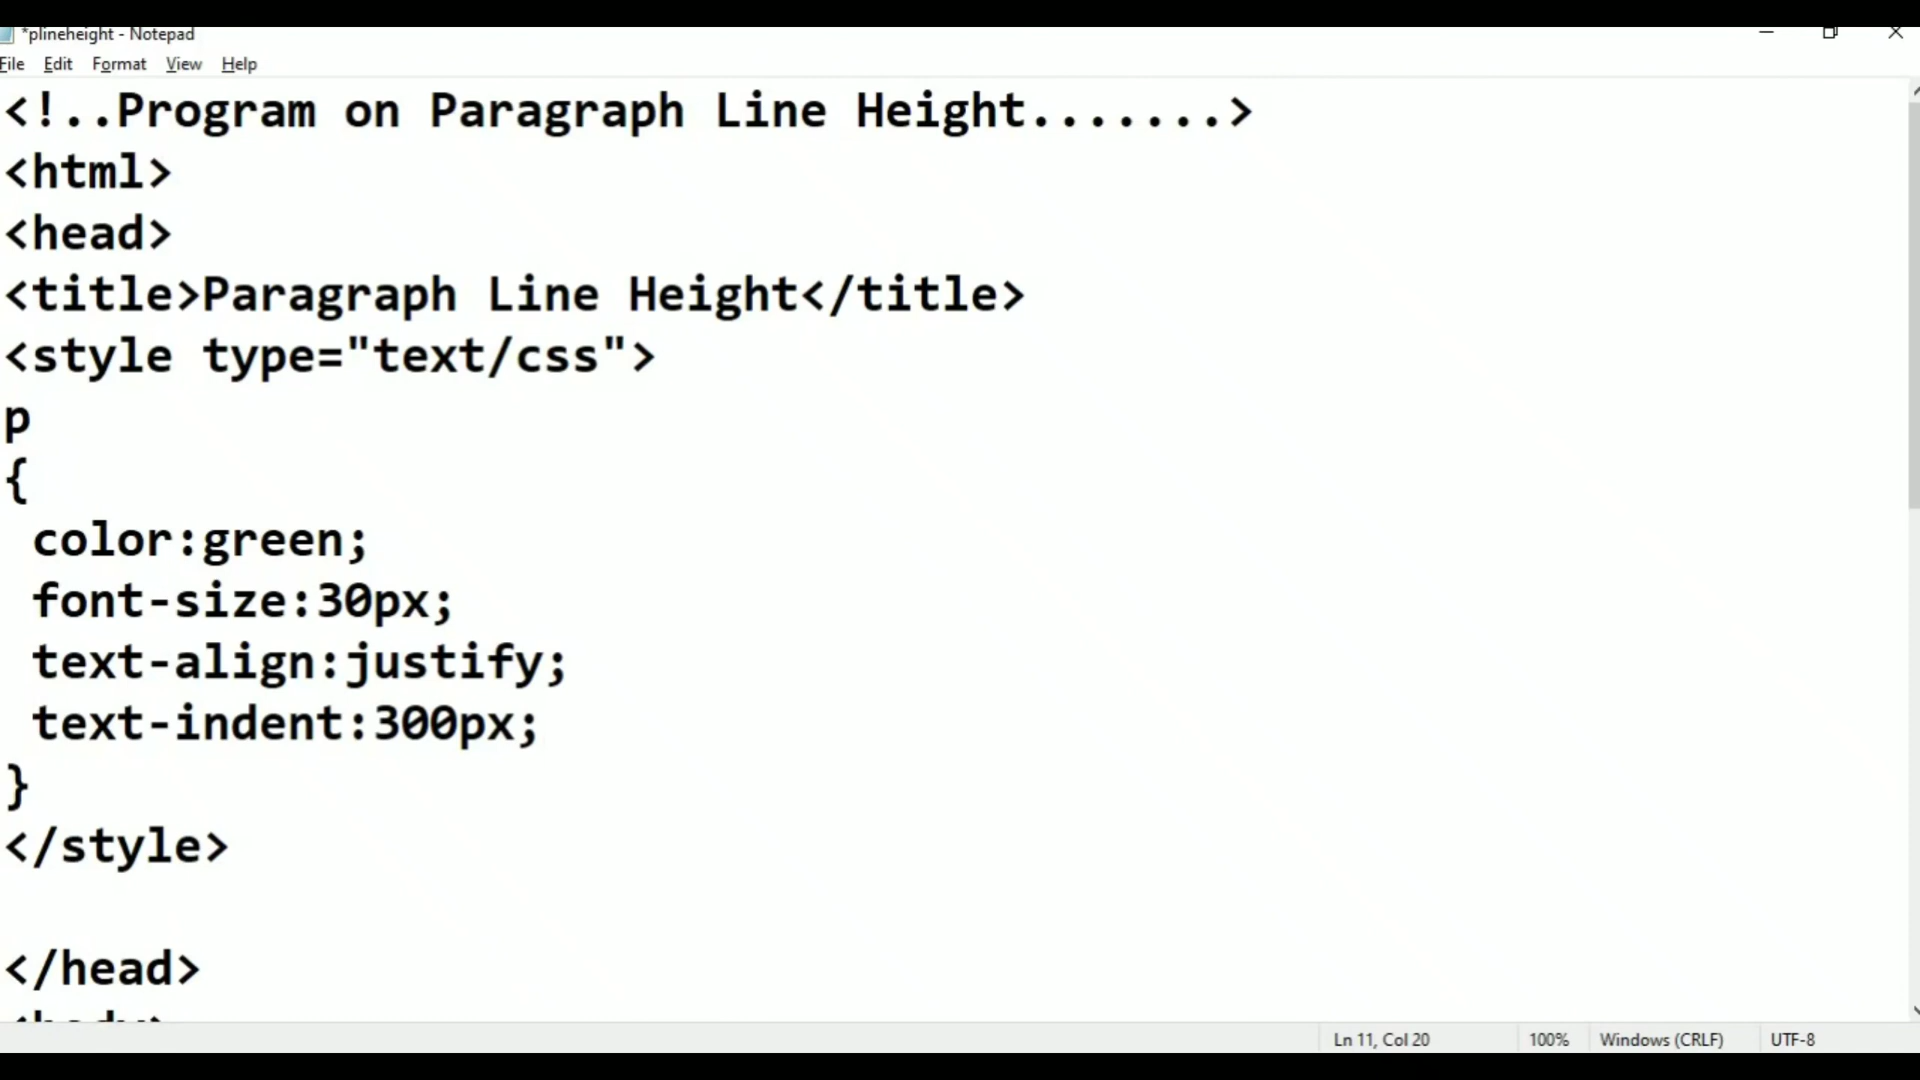 *plineheight - Notepad
File Edit Format View Help
<!..Program on Paragraph Line Height.......>
<html>
<head>
<title>Paragraph Line Height</title>
<style type="text/css">
p
{
color:green;
font-size:30px;
text-align:justify;
text-indent:300px;
}
</style>
</head>
Ln 11, Col 20 100% Windows (CRLF) UTF-8